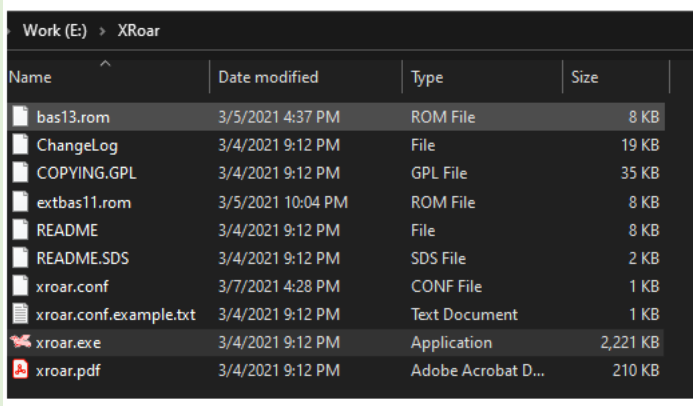 Work (E:) > XRoar
Name Date modified Type Size
bas13.rom 3/5/2021 4:37 PM ROM File 8 KB
ChangeLog 3/4/2021 9:12 PM File 19 KB
COPYING.GPL 3/4/2021 9:12 PM GPL File 35 KB
extbas11.rom 3/5/2021 10:04 PM ROM File 8 KB
README 3/4/2021 9:12 PM File 8 KB
README.SDS 3/4/2021 9:12 PM SDS File 2 KB
xroar.conf 3/7/2021 4:28 PM CONF File 1 KB
xroar.conf.example.txt 3/4/2021 9:12 PM Text Document 1 KB
xroar.exe 3/4/2021 9:12 PM Application 2,221 KB
xroar.pdf 3/4/2021 9:12 PM Adobe Acrobat D... 210 KB